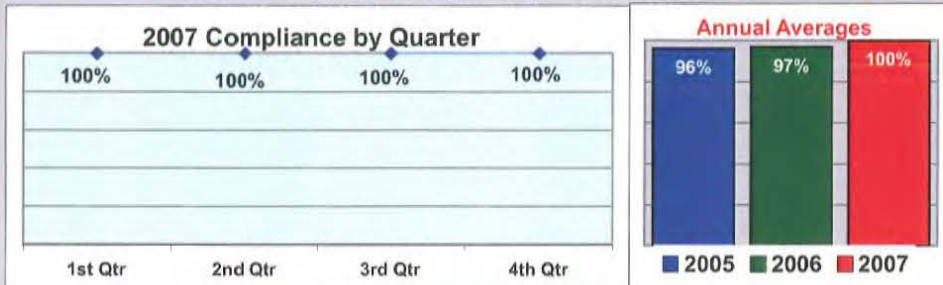 2007 Compliance by Quarter
100% 100% 100% 100%
1st Qtr 2nd Qtr 3rd Qtr 4th Qtr
Annual Averages
96% 97% 100%
2005 2006 2007